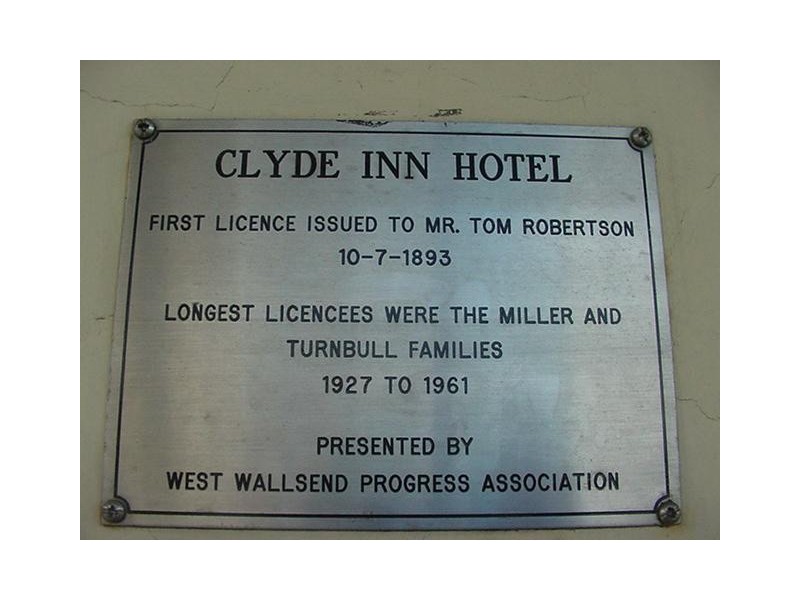 CLYDE INN HOTEL
FIRST LICENCE ISSUED TO MR. TOM ROBERTSON
10-7-1893
LONGEST LICENCEES WERE THE MILLER AND
TURNBULL FAMILIES
1927 TO 1961
PRESENTED BY
WEST WALLSEND PROGRESS ASSOCIATION